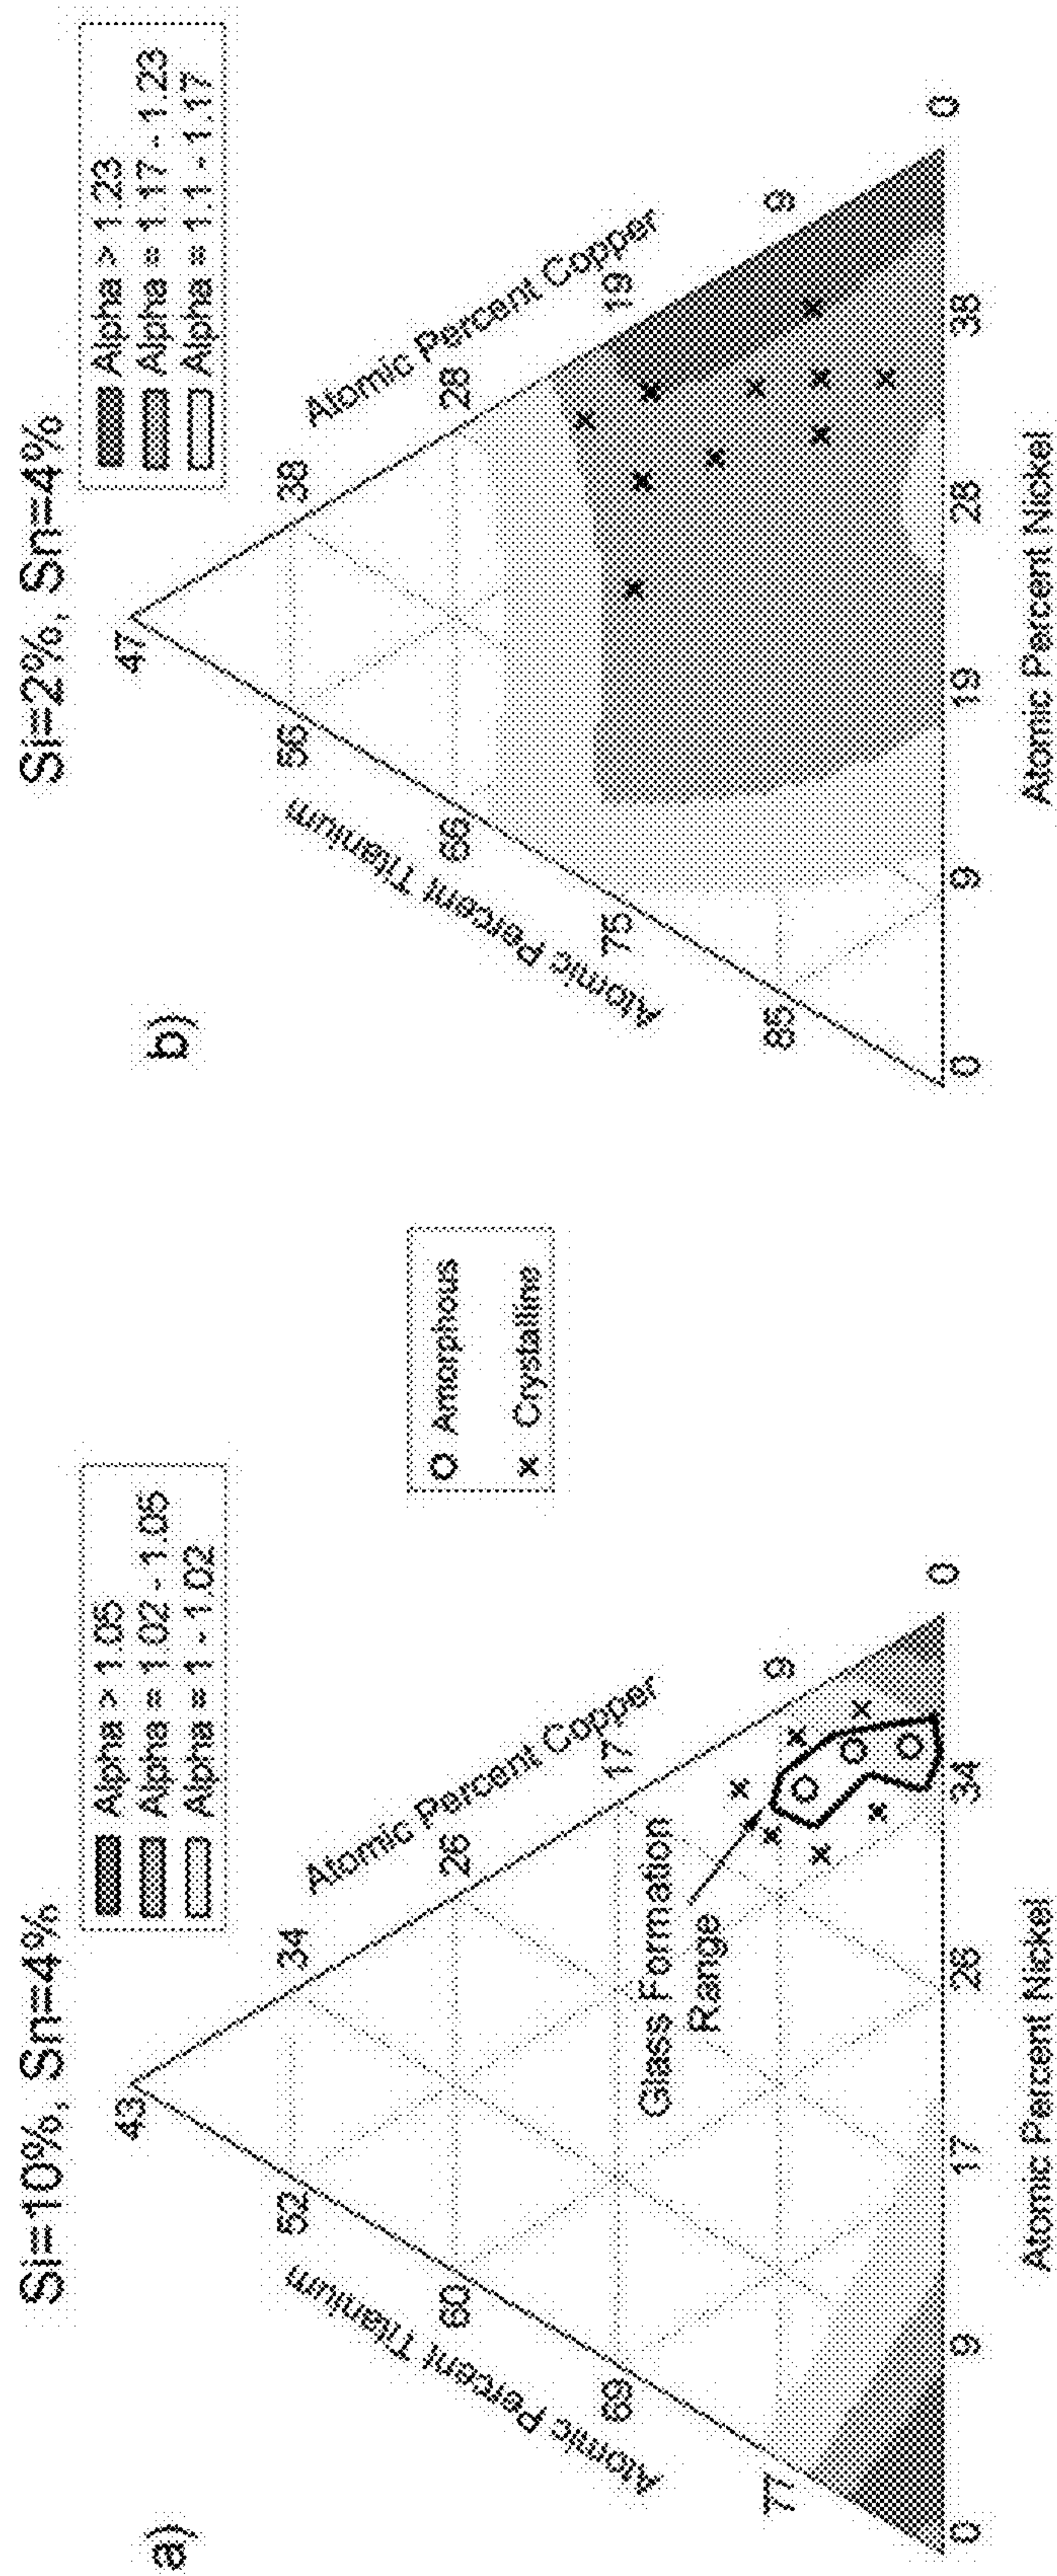 a)
Si=10%, Sn=4%
Alpha > 1.05
Alpha = 1.02 - 1.05
Alpha = 1 - 1.02
43
52
34
Atomic Percent Titanium
Atomic Percent Copper
60
26
69
17
Glass Formation
Range
77
9
0
0
9
17
26
34
Atomic Percent Nickel
O Amorphous
× Crystalline
b)
Si=2%, Sn=4%
Alpha > 1.23
Alpha = 1.17 - 1.23
Alpha = 1.1 - 1.17
47
56
38
Atomic Percent Titanium
Atomic Percent Copper
66
28
75
19
85
9
0
0
9
19
28
38
Atomic Percent Nickel